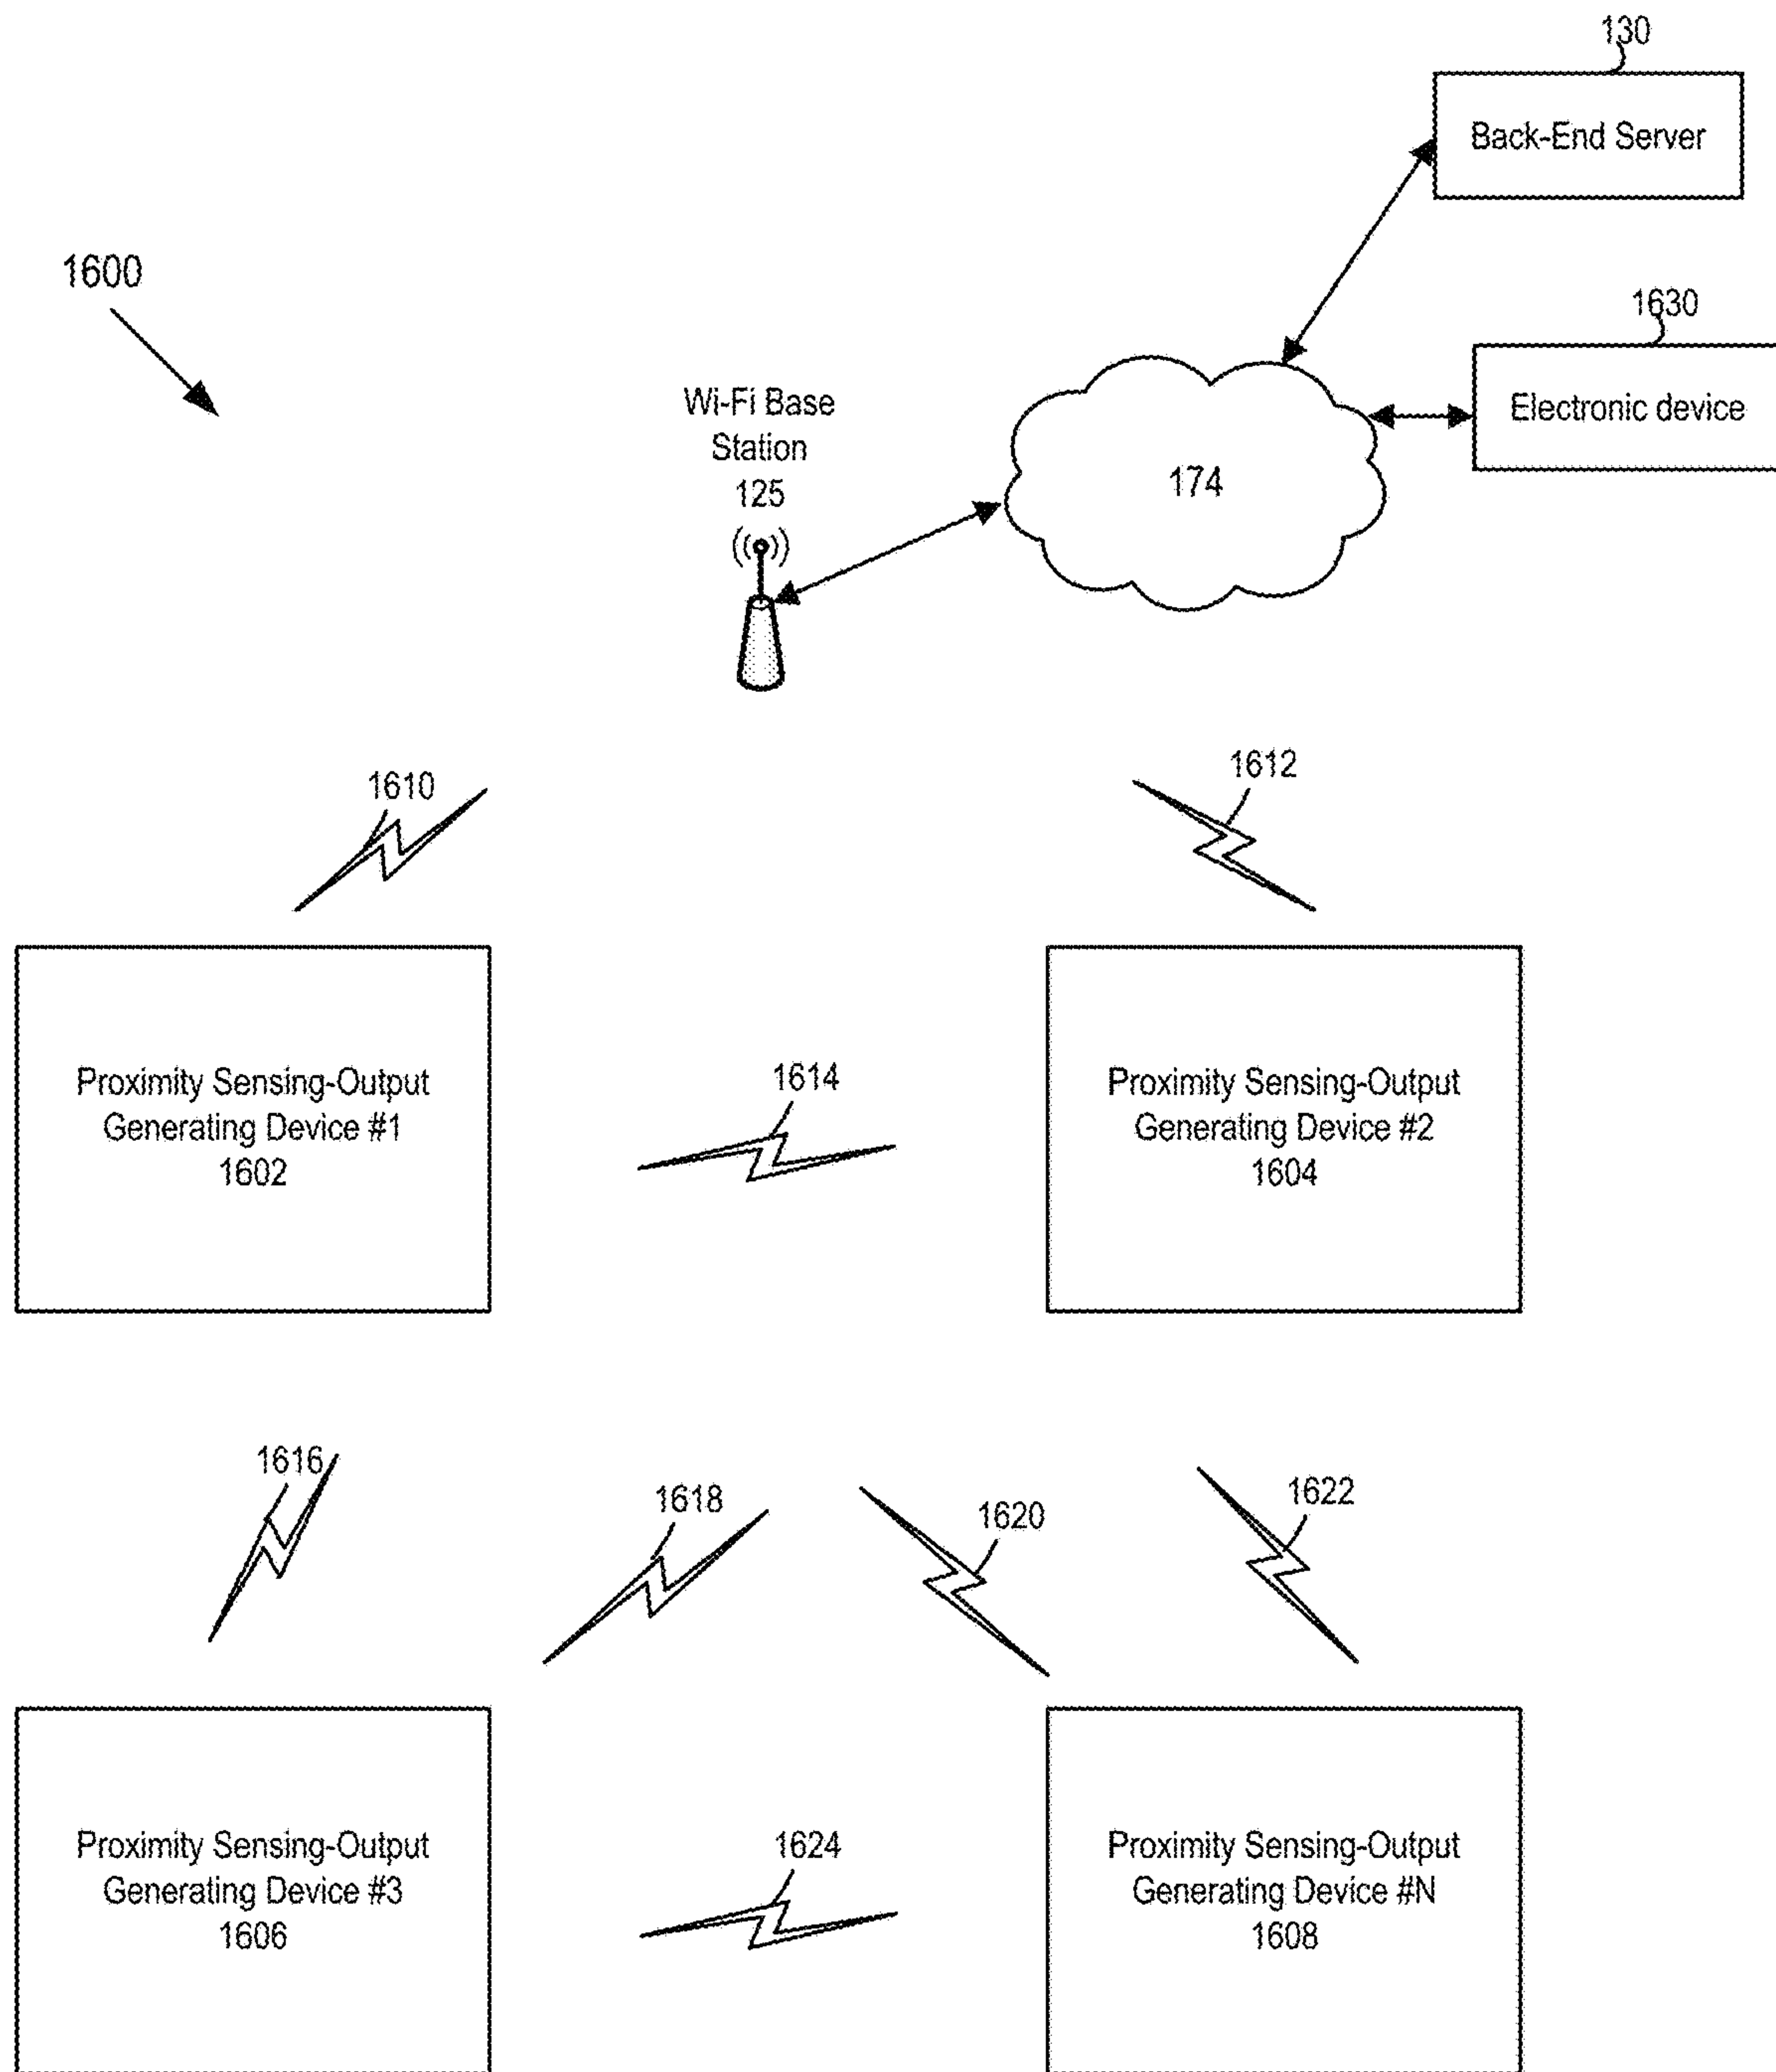 130
Back-End Server
1600
1630
Electronic device
Wi-Fi Base
Station
125
174
1610
1612
Proximity Sensing-Output
Generating Device #1
1602
1614
Proximity Sensing-Output
Generating Device #2
1604
1616
1618
1620
1622
Proximity Sensing-Output
Generating Device #3
1606
1624
Proximity Sensing-Output
Generating Device #N
1608